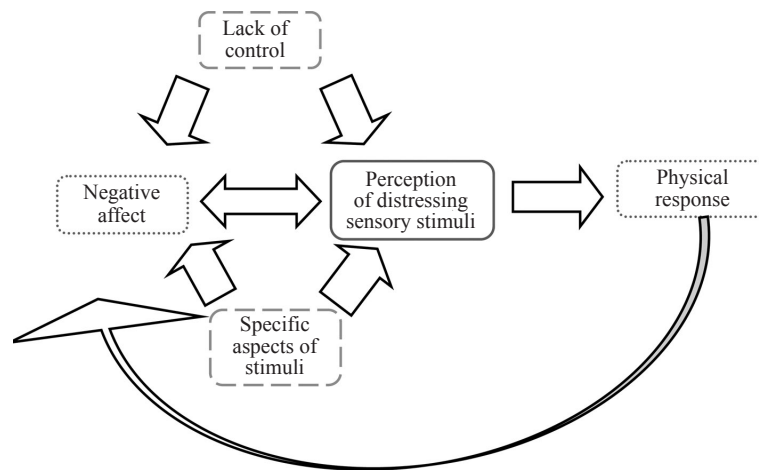 Lack of
control
Negative
affect
Perception
of distressing
sensory stimuli
Physical
response
Specific
aspects of
stimuli